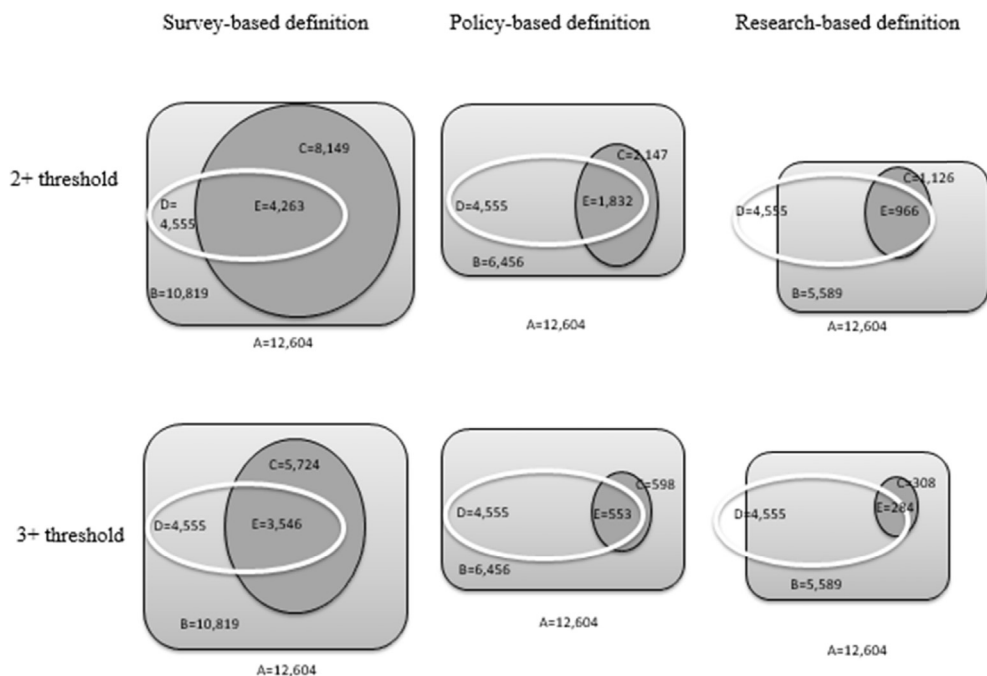 Survey-based definition
Policy-based definition
Research-based definition
2+ threshold
C=8,149
D=
4,555
E=4,263
B=10,819
A=12,604
C=2,147
D=4,555
E=1,832
B=6,456
A=12,604
C=1,126
D=4,555
E=966
B=5,589
A=12,604
3+ threshold
C=5,724
D=4,555
E=3,546
B=10,819
A=12,604
C=598
D=4,555
E=553
B=6,456
A=12,604
C=308
D=4,555
E=284
B=5,589
A=12,604